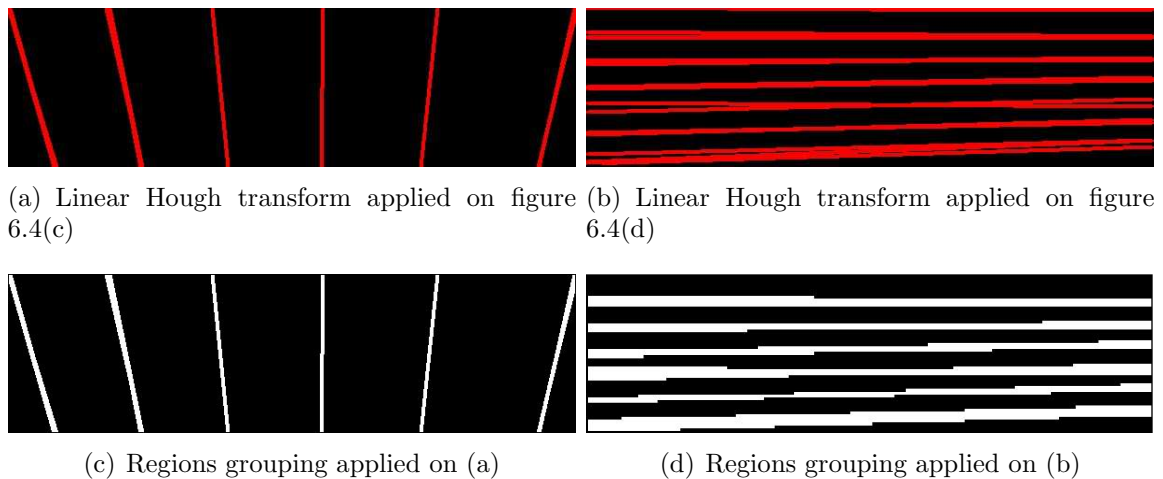 (a) Linear Hough transform applied on figure
6.4(c)
(b) Linear Hough transform applied on figure
6.4(d)
(c) Regions grouping applied on (a)
(d) Regions grouping applied on (b)